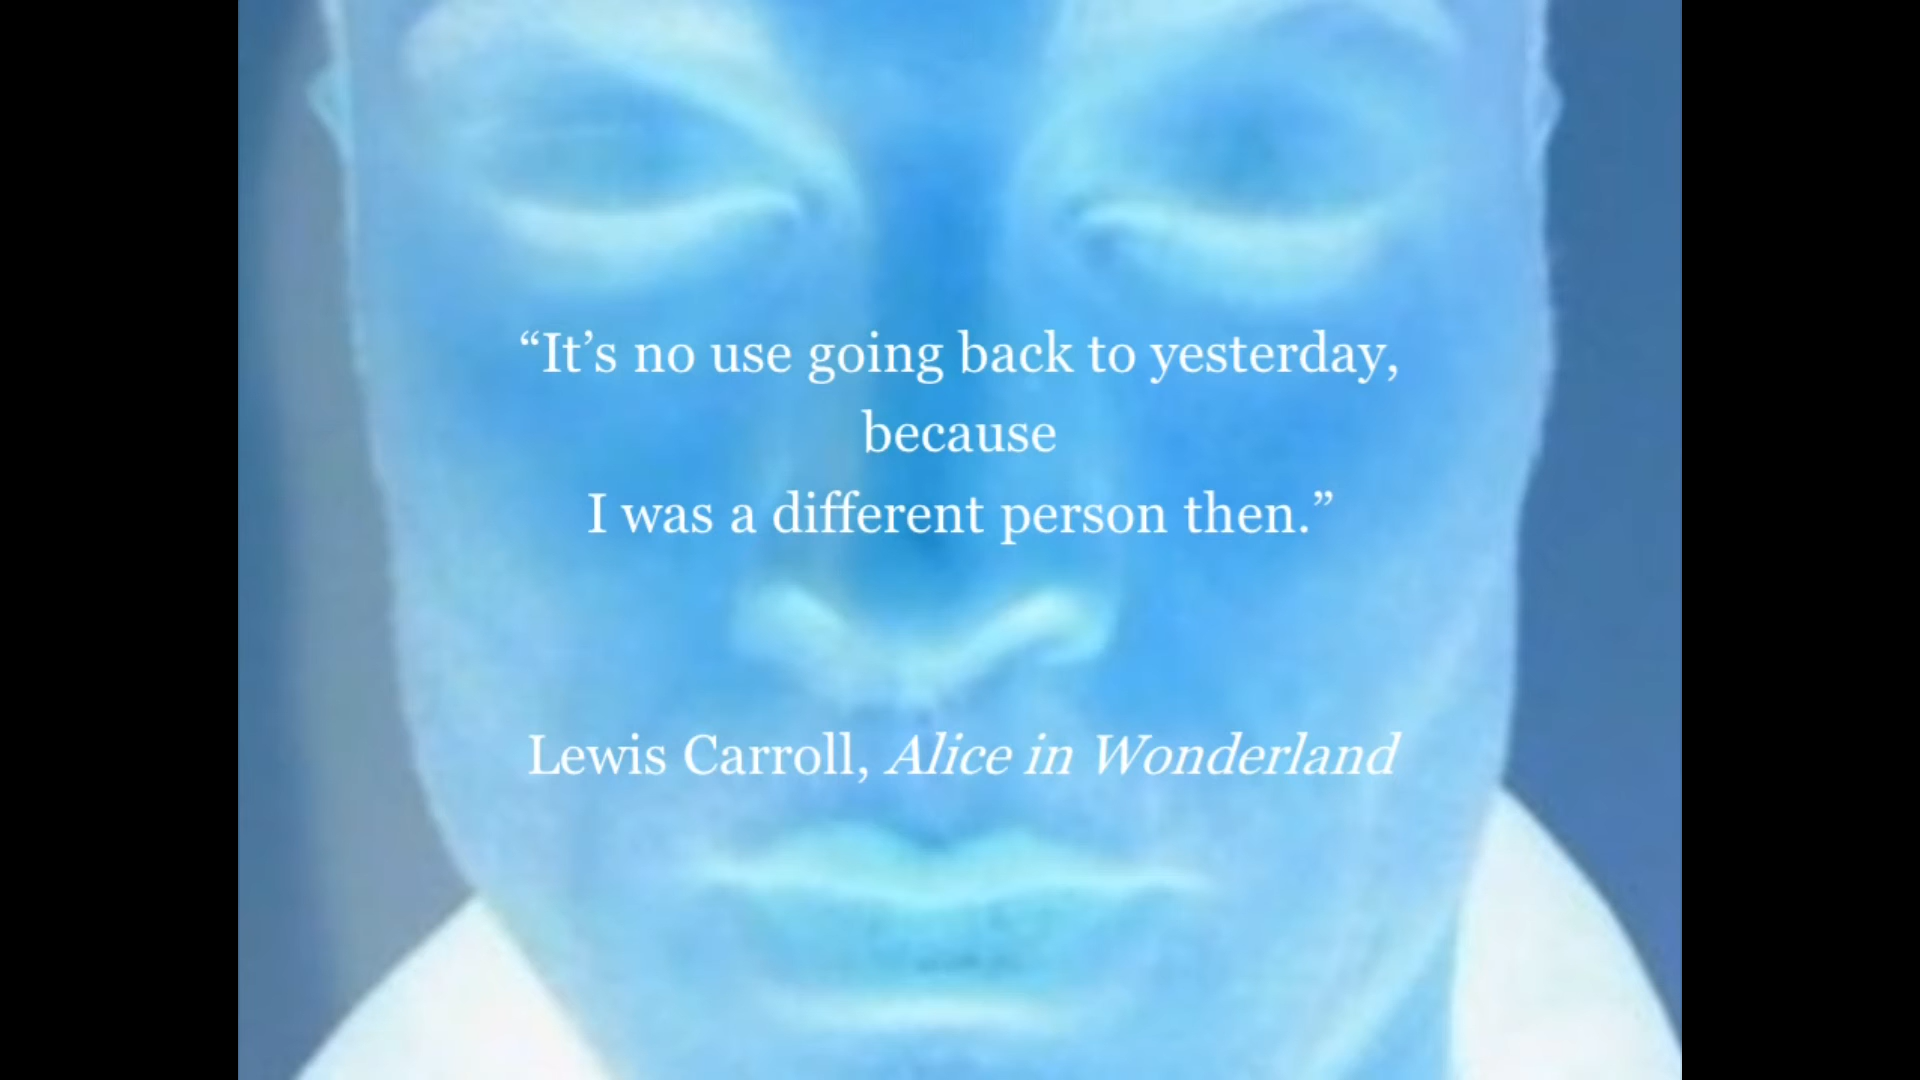 “It’s no use going back to yesterday,
because
I was a different person then.”
Lewis Carroll, Alice in Wonderland